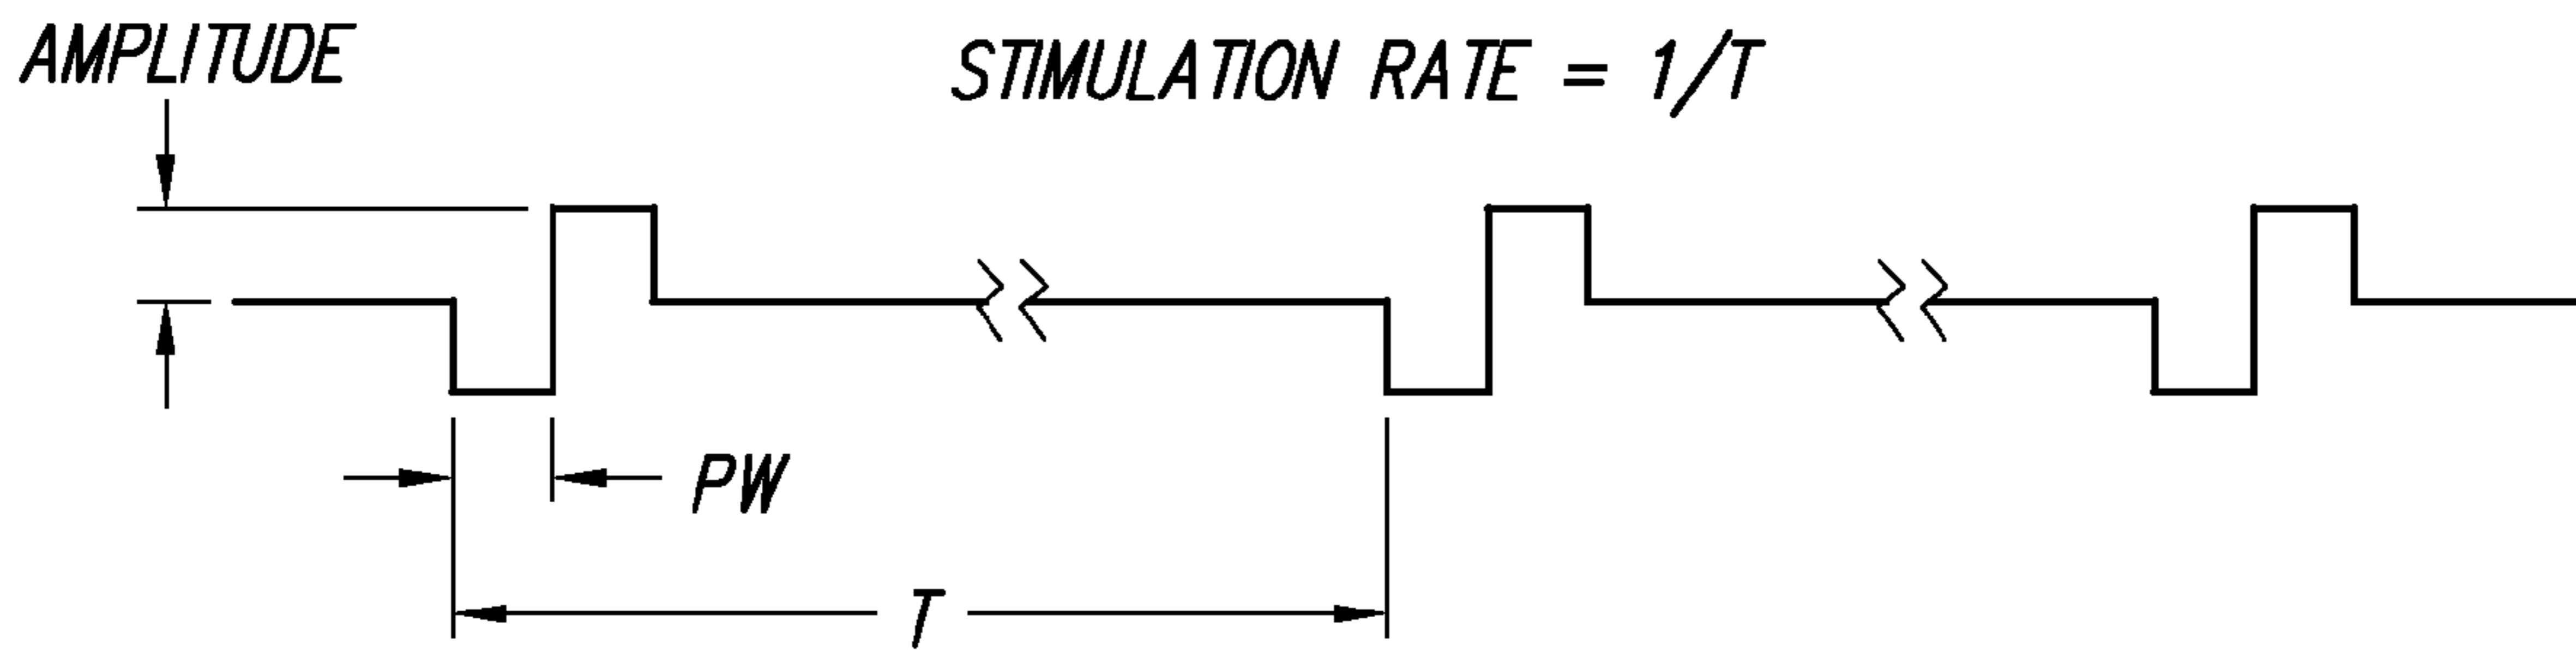 AMPLITUDE
STIMULATION RATE = 1/T
PW
T